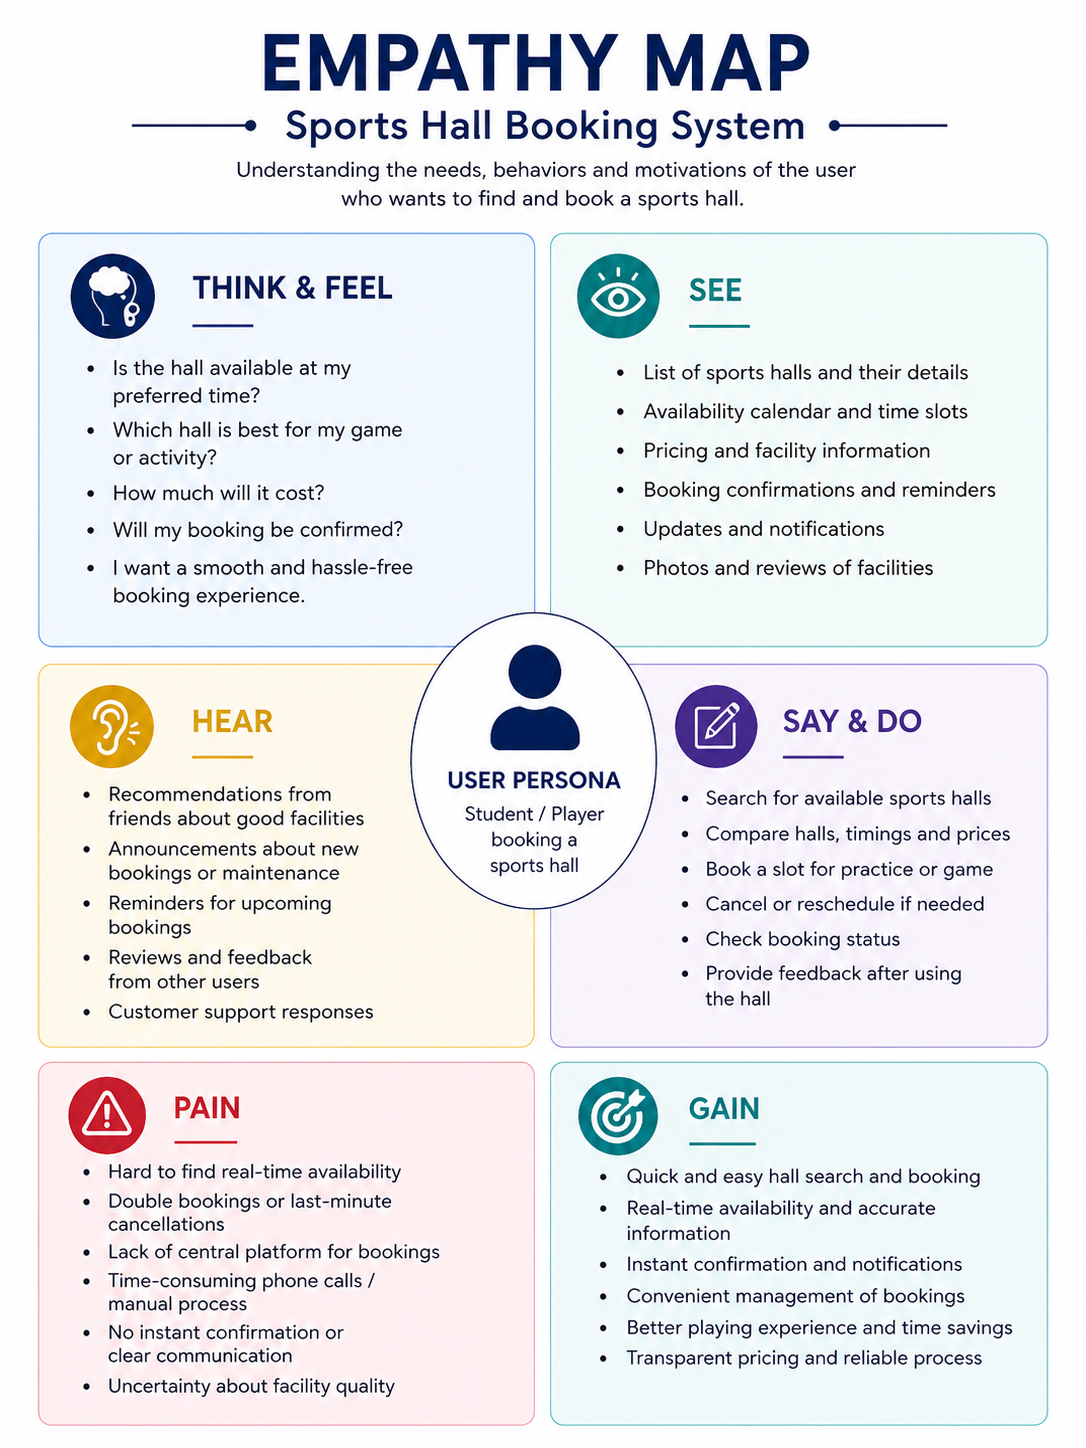 EMPATHY MAP
Sports Hall Booking System
Understanding the needs, behaviors and motivations of the user
who wants to find and book a sports hall.
THINK & FEEL
• Is the hall available at my
preferred time?
• Which hall is best for my game
or activity?
• How much will it cost?
• Will my booking be confirmed?
• I want a smooth and hassle-free
booking experience.
SEE
• List of sports halls and their details
• Availability calendar and time slots
• Pricing and facility information
• Booking confirmations and reminders
• Updates and notifications
• Photos and reviews of facilities
HEAR
• Recommendations from
friends about good facilities
• Announcements about new
bookings or maintenance
• Reminders for upcoming
bookings
• Reviews and feedback
from other users
• Customer support responses
USER PERSONA
Student / Player
booking a
sports hall
SAY & DO
• Search for available sports halls
• Compare halls, timings and prices
• Book a slot for practice or game
• Cancel or reschedule if needed
• Check booking status
• Provide feedback after using
the hall
PAIN
• Hard to find real-time availability
• Double bookings or last-minute
cancellations
• Lack of central platform for bookings
• Time-consuming phone calls /
manual process
• No instant confirmation or
clear communication
• Uncertainty about facility quality
GAIN
• Quick and easy hall search and booking
• Real-time availability and accurate
information
• Instant confirmation and notifications
• Convenient management of bookings
• Better playing experience and time savings
• Transparent pricing and reliable process